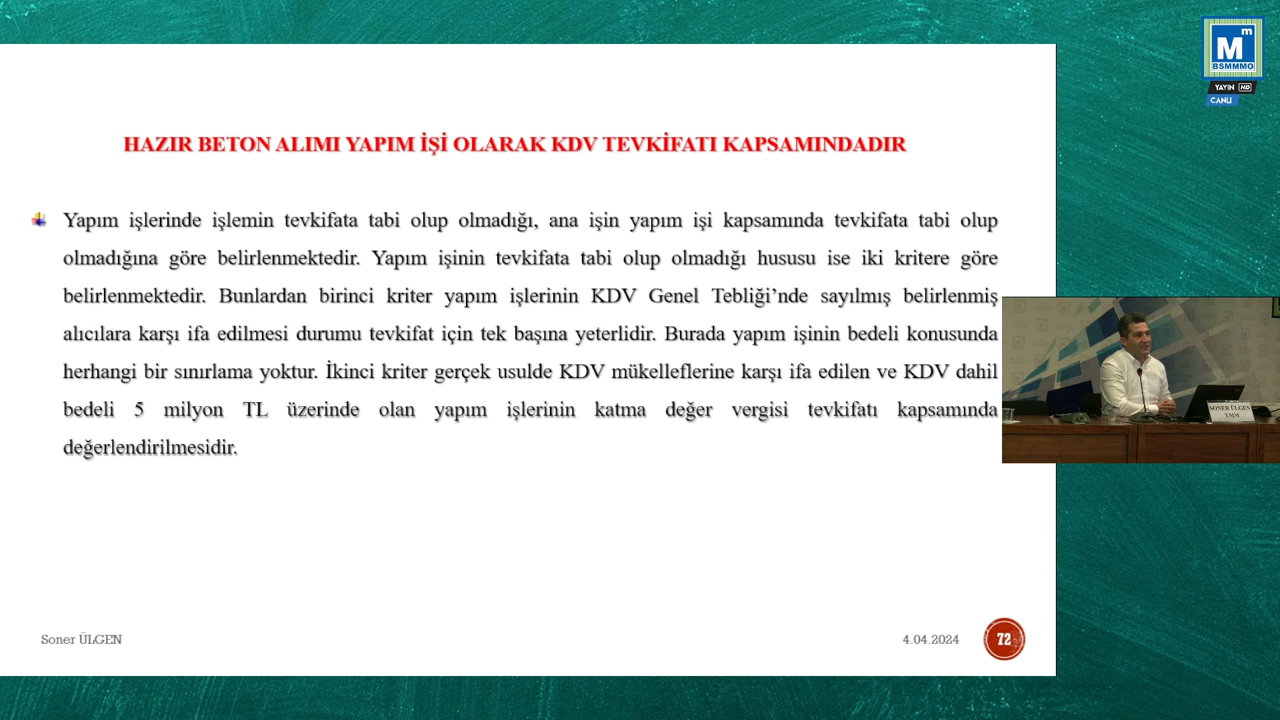 HAZIR BETON ALIMI YAPIM İŞİ OLARAK KDV TEVKİFATI KAPSAMINDADIR
Yapım işlerinde işlemin tevkifata tabi olup olmadığı, ana işin yapım işi kapsamında tevkifata tabi olup
olmadığına göre belirlenmektedir. Yapım işinin tevkifata tabi olup olmadığı hususu ise iki kritere göre
belirlenmektedir. Bunlardan birinci kriter yapım işlerinin KDV Genel Tebliği’nde sayılmış belirlenmiş
alıcılara karşı ifa edilmesi durumu tevkifat için tek başına yeterlidir. Burada yapım işinin bedeli konusunda
herhangi bir sınırlama yoktur. İkinci kriter gerçek usulde KDV mükelleflerine karşı ifa edilen ve KDV dahil
bedeli 5 milyon TL üzerinde olan yapım işlerinin katma değer vergisi tevkifatı kapsamında
değerlendirilmesidir.
Soner ÜLGEN
4.04.2024
72
Mm
BSMMMO
YAYIN HD
CANLI
SONER ÜLGEN
YMM